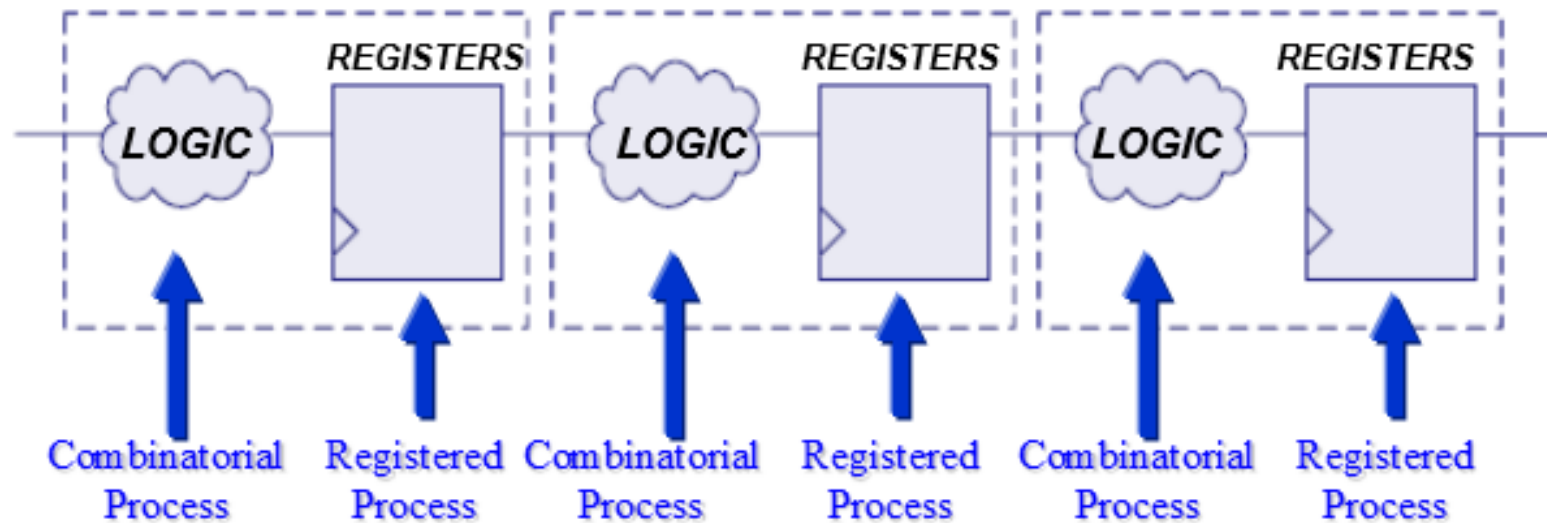 REGISTERS REGISTERS REGISTERS
LOGIC LOGIC LOGIC
Combinatorial Registered Combinatorial Registered Combinatorial Registered
Process Process Process Process Process Process